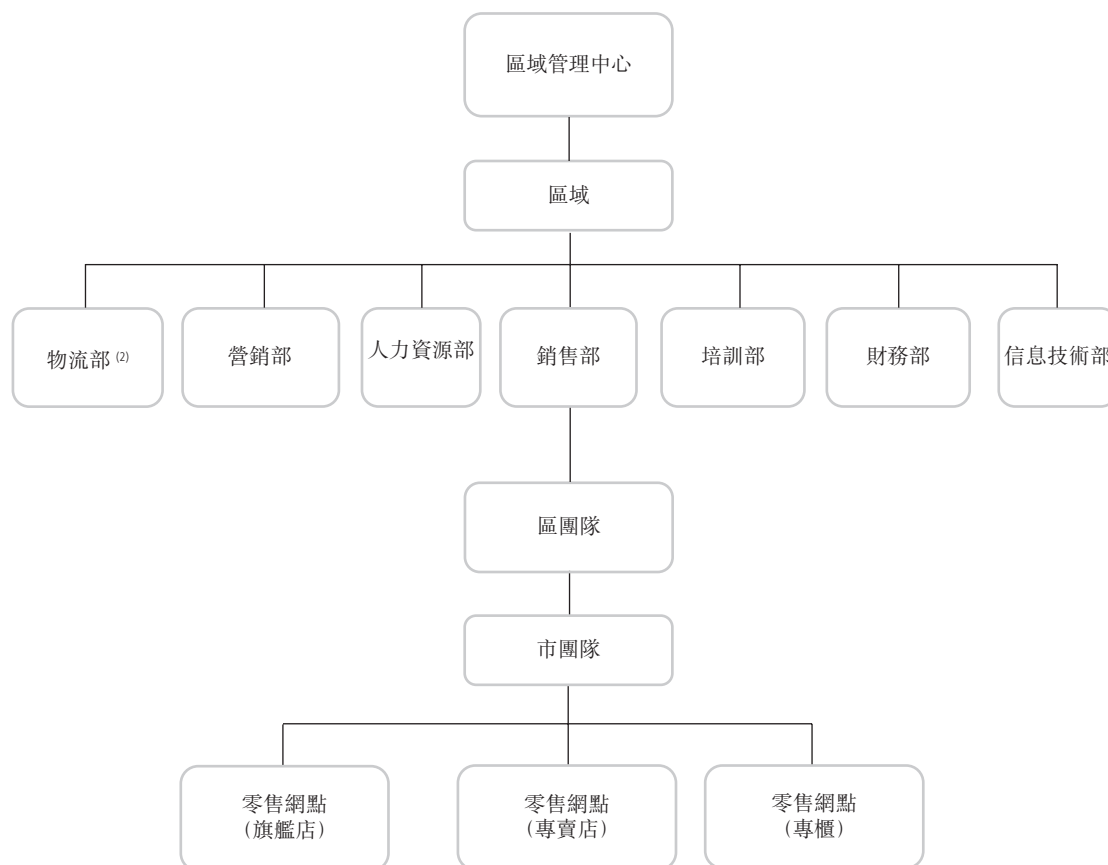 區域管理中心
區域
物流部 (2)
營銷部
人力資源部
銷售部
培訓部
財務部
信息技術部
區團隊
市團隊
零售網點
(旗艦店)
零售網點
(專賣店)
零售網點
(專櫃)